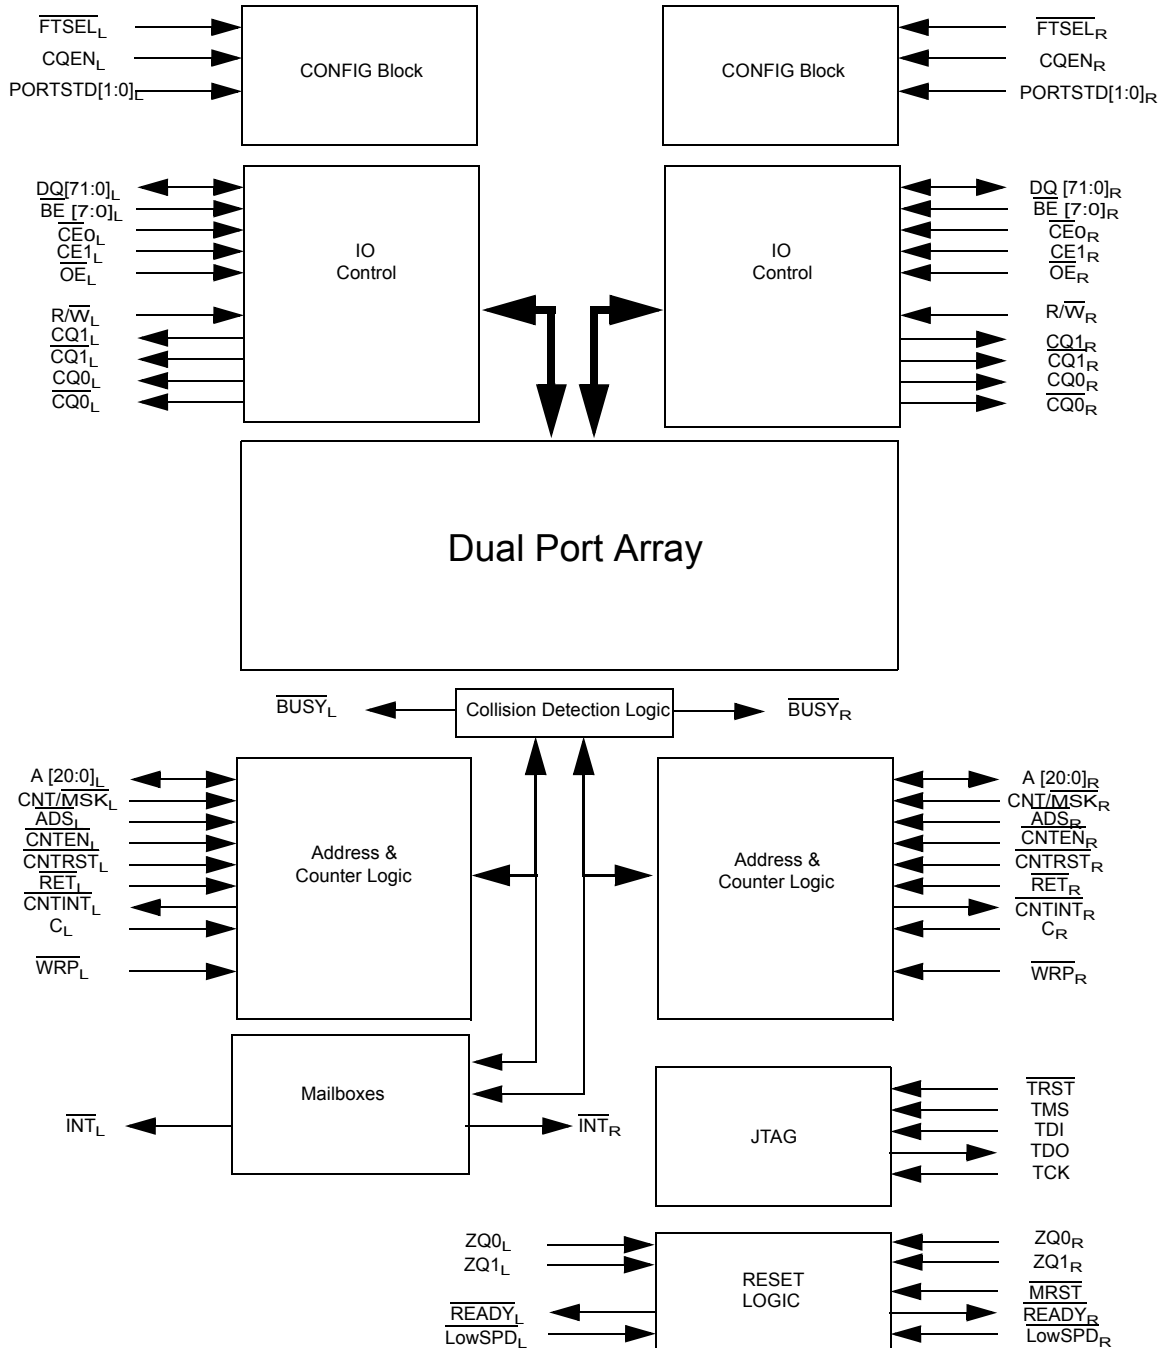 FTSEL_L
CQEN_L
PORTSTD[1:0]_L
CONFIG Block
CONFIG Block
FTSEL_R
CQEN_R
PORTSTD[1:0]_R
DQ[71:0]_L
BE [7:0]_L
CE0_L
CE1_L
OE_L
R/W_L
CQ1_L
CQ1_L
CQ0_L
CQ0_L
IO
Control
IO
Control
DQ [71:0]_R
BE [7:0]_R
CE0_R
CE1_R
OE_R
R/W_R
CQ1_R
CQ1_R
CQ0_R
CQ0_R
Dual Port Array
BUSY_L
Collision Detection Logic
BUSY_R
A [20:0]_L
CNT/MSK_L
ADS_L
CNTEN_L
CNTRST_L
RET_L
CNTINT_L
C_L
WRP_L
Address &
Counter Logic
Address &
Counter Logic
A [20:0]_R
CNT/MSK_R
ADS_R
CNTEN_R
CNTRST_R
RET_R
CNTINT_R
C_R
WRP_R
Mailboxes
INT_L
INT_R
JTAG
TRST
TMS
TDI
TDO
TCK
ZQ0_L
ZQ1_L
READY_L
LowSPD_L
RESET
LOGIC
ZQ0_R
ZQ1_R
MRST
READY_R
LowSPD_R